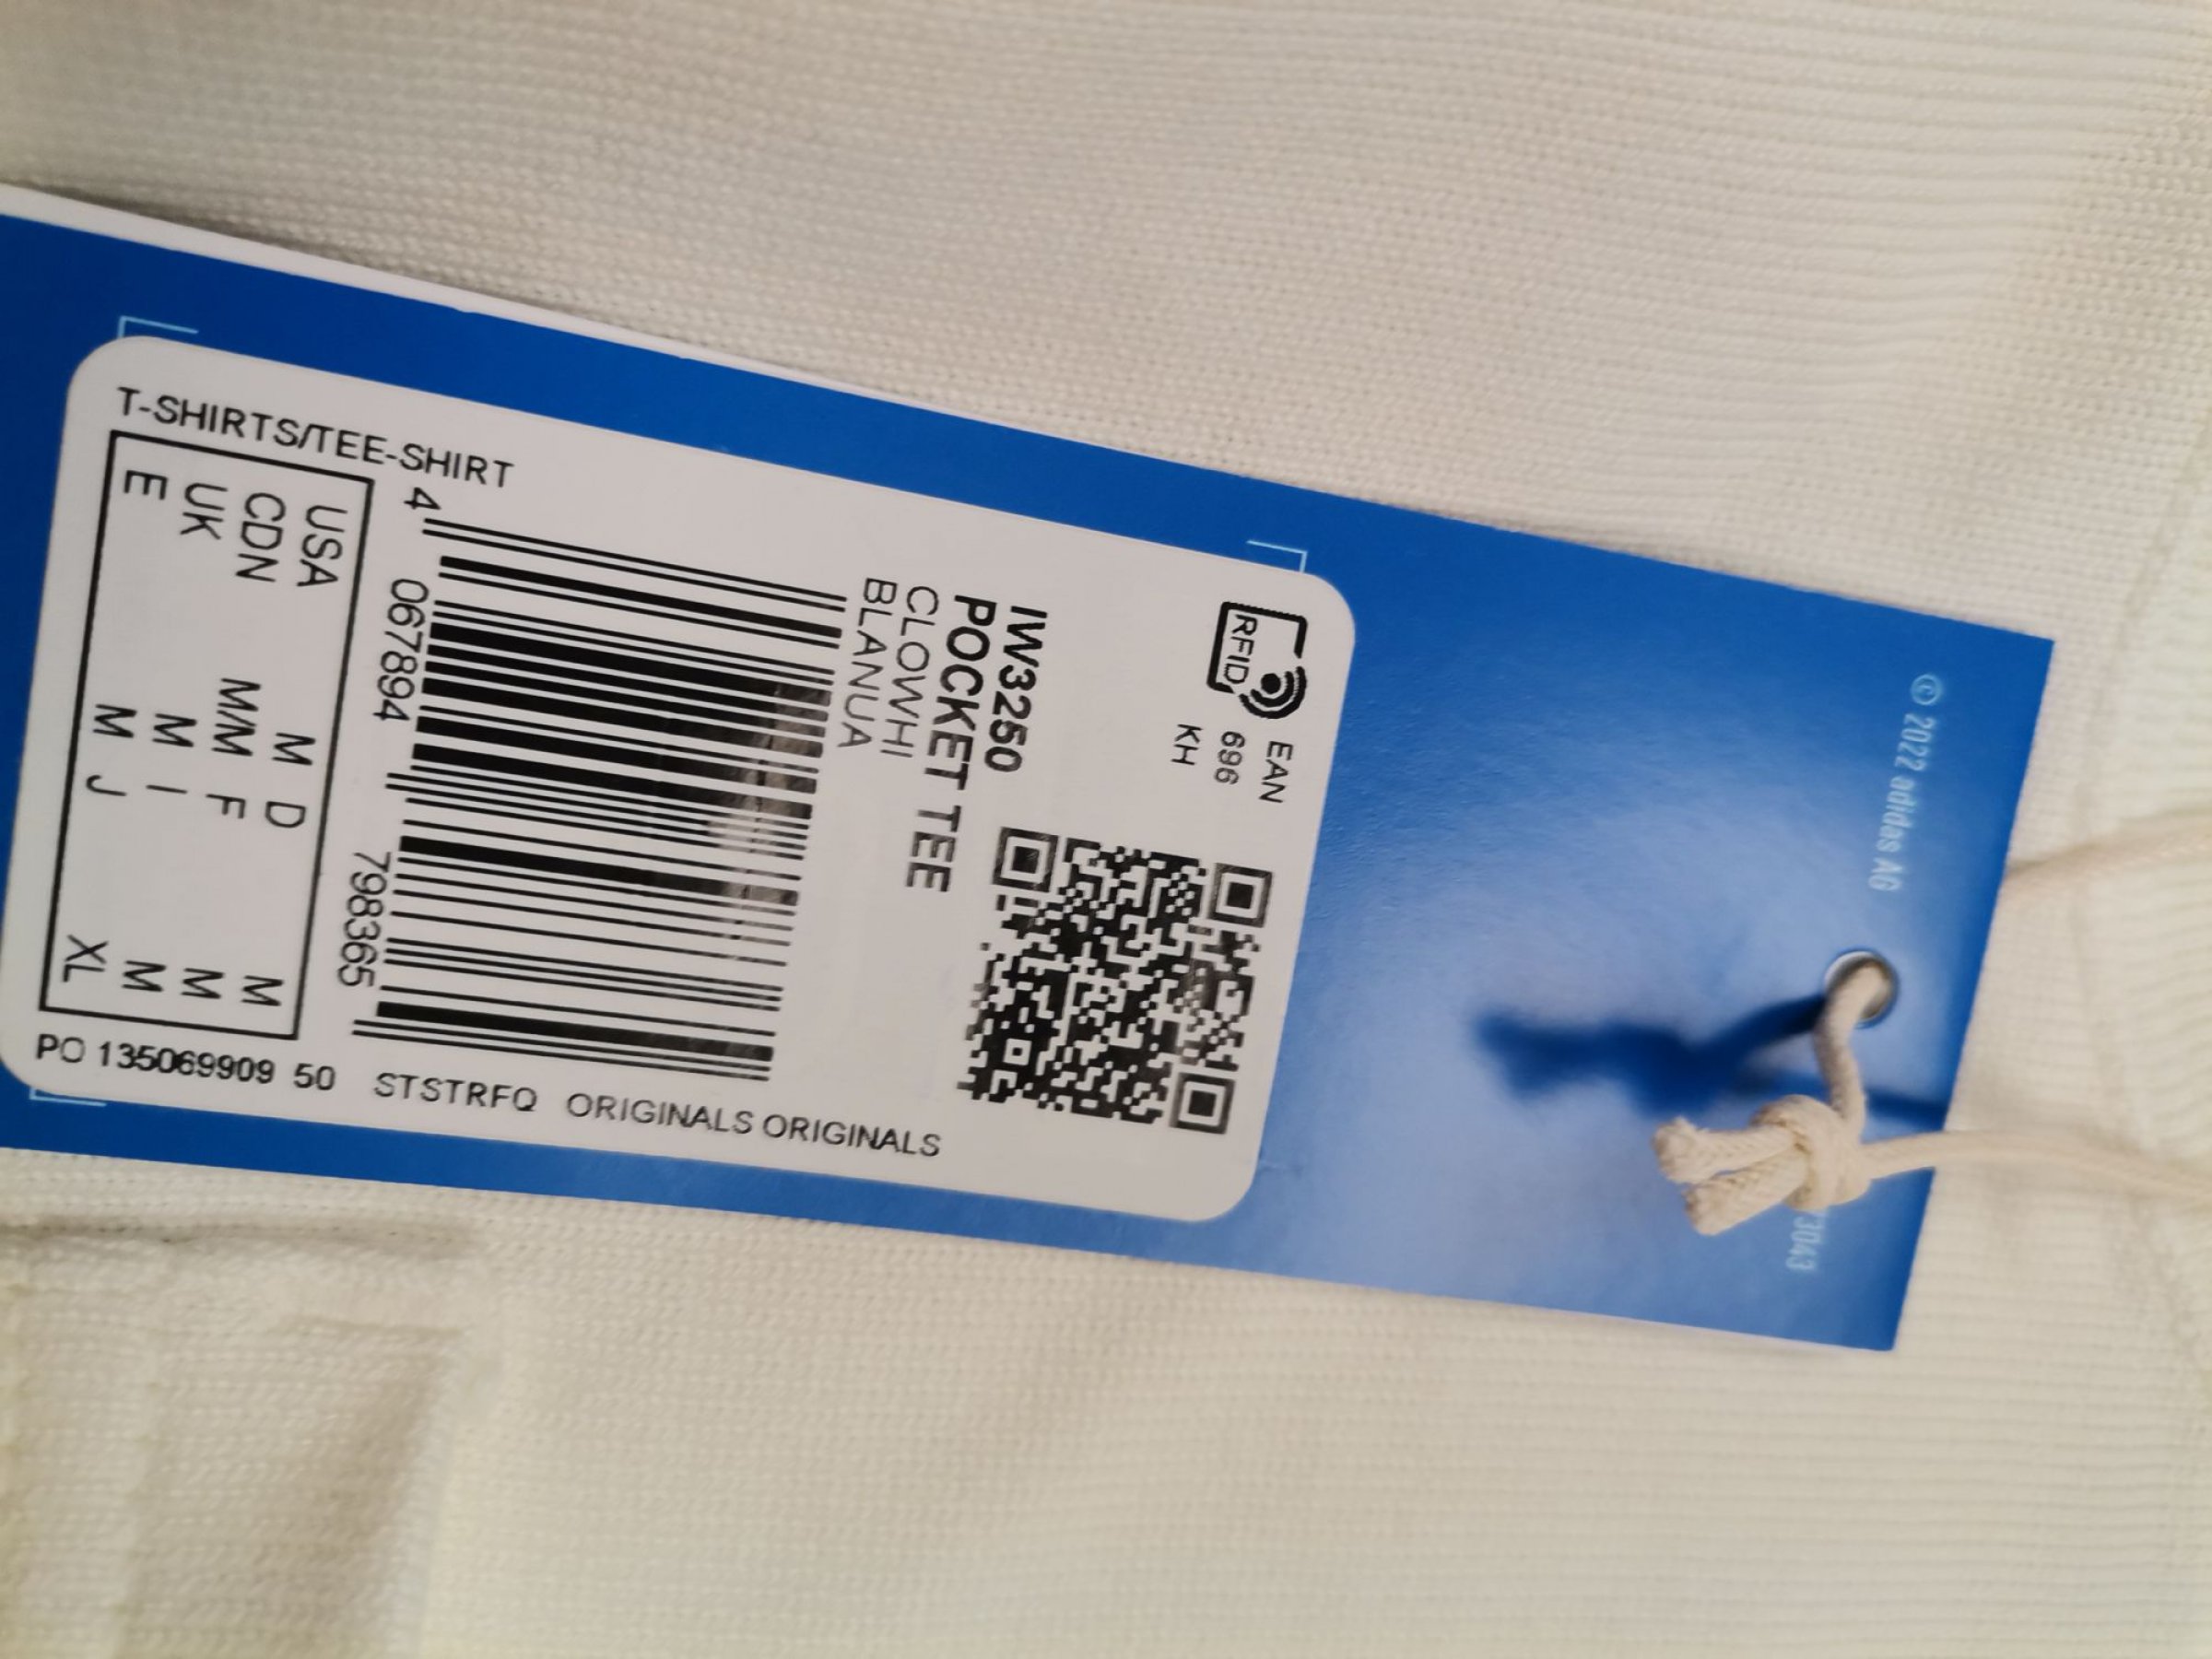 © 2022 adidas AG
73043
EAN
696
KH
RFID
IW3250
POCKET TEE
CLOWHI
BLANUA
4 067894 798365
USA M D M
CDN M/M F M
UK M I M
E M J XL
T-SHIRTS/TEE-SHIRT
PO 135069909 50 STSTRFQ ORIGINALS ORIGINALS